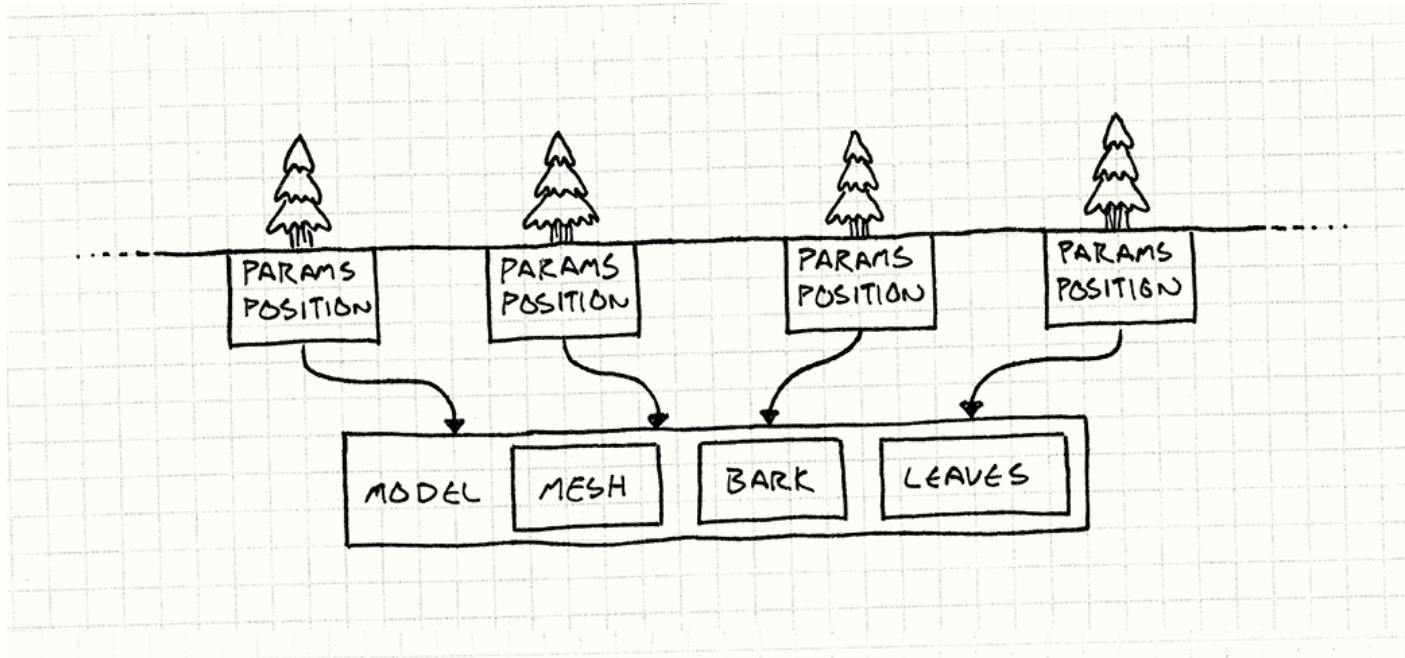 PARAMS
POSITION
PARAMS
POSITION
PARAMS
POSITION
PARAMS
POSITION
MODEL
MESH
BARK
LEAVES